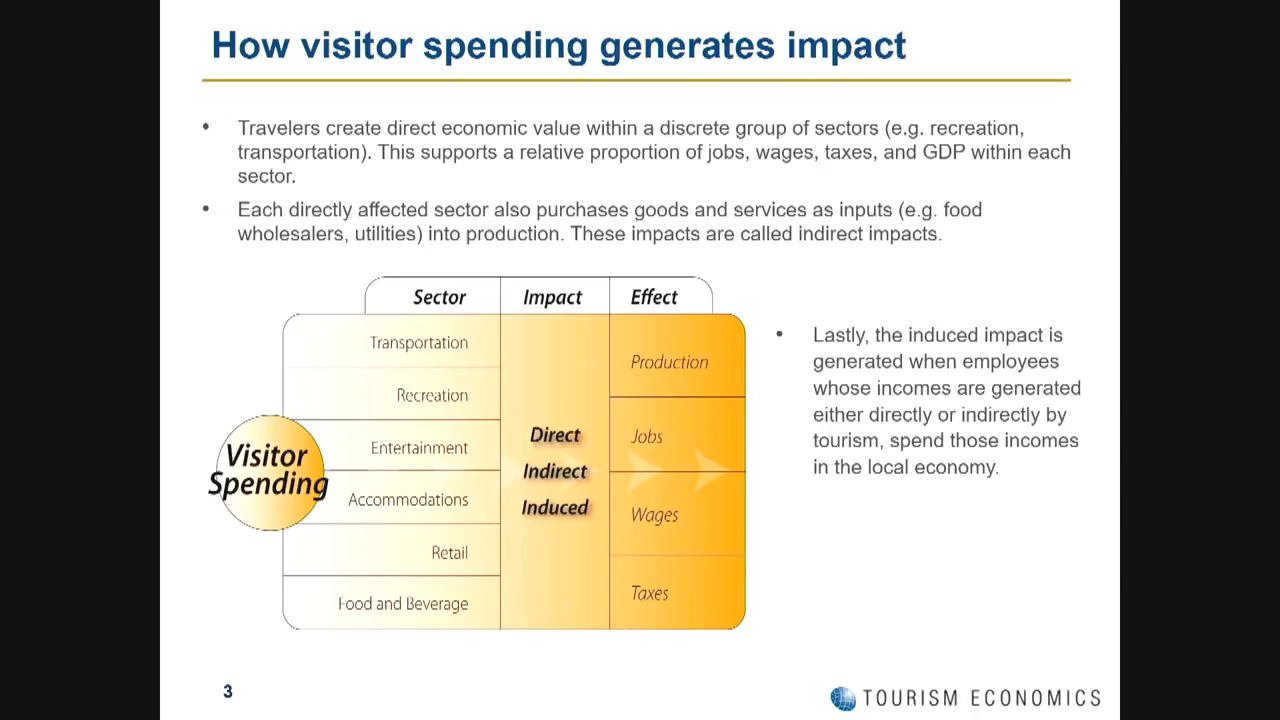 How visitor spending generates impact
• Travelers create direct economic value within a discrete group of sectors (e.g. recreation,
transportation). This supports a relative proportion of jobs, wages, taxes, and GDP within each
sector.
• Each directly affected sector also purchases goods and services as inputs (e.g. food
wholesalers, utilities) into production. These impacts are called indirect impacts.
Sector
Impact
Effect
Visitor
Spending
Transportation
Recreation
Entertainment
Accommodations
Retail
Food and Beverage
Direct
Indirect
Induced
Production
Jobs
Wages
Taxes
• Lastly, the induced impact is
generated when employees
whose incomes are generated
either directly or indirectly by
tourism, spend those incomes
in the local economy.
3
TOURISM ECONOMICS